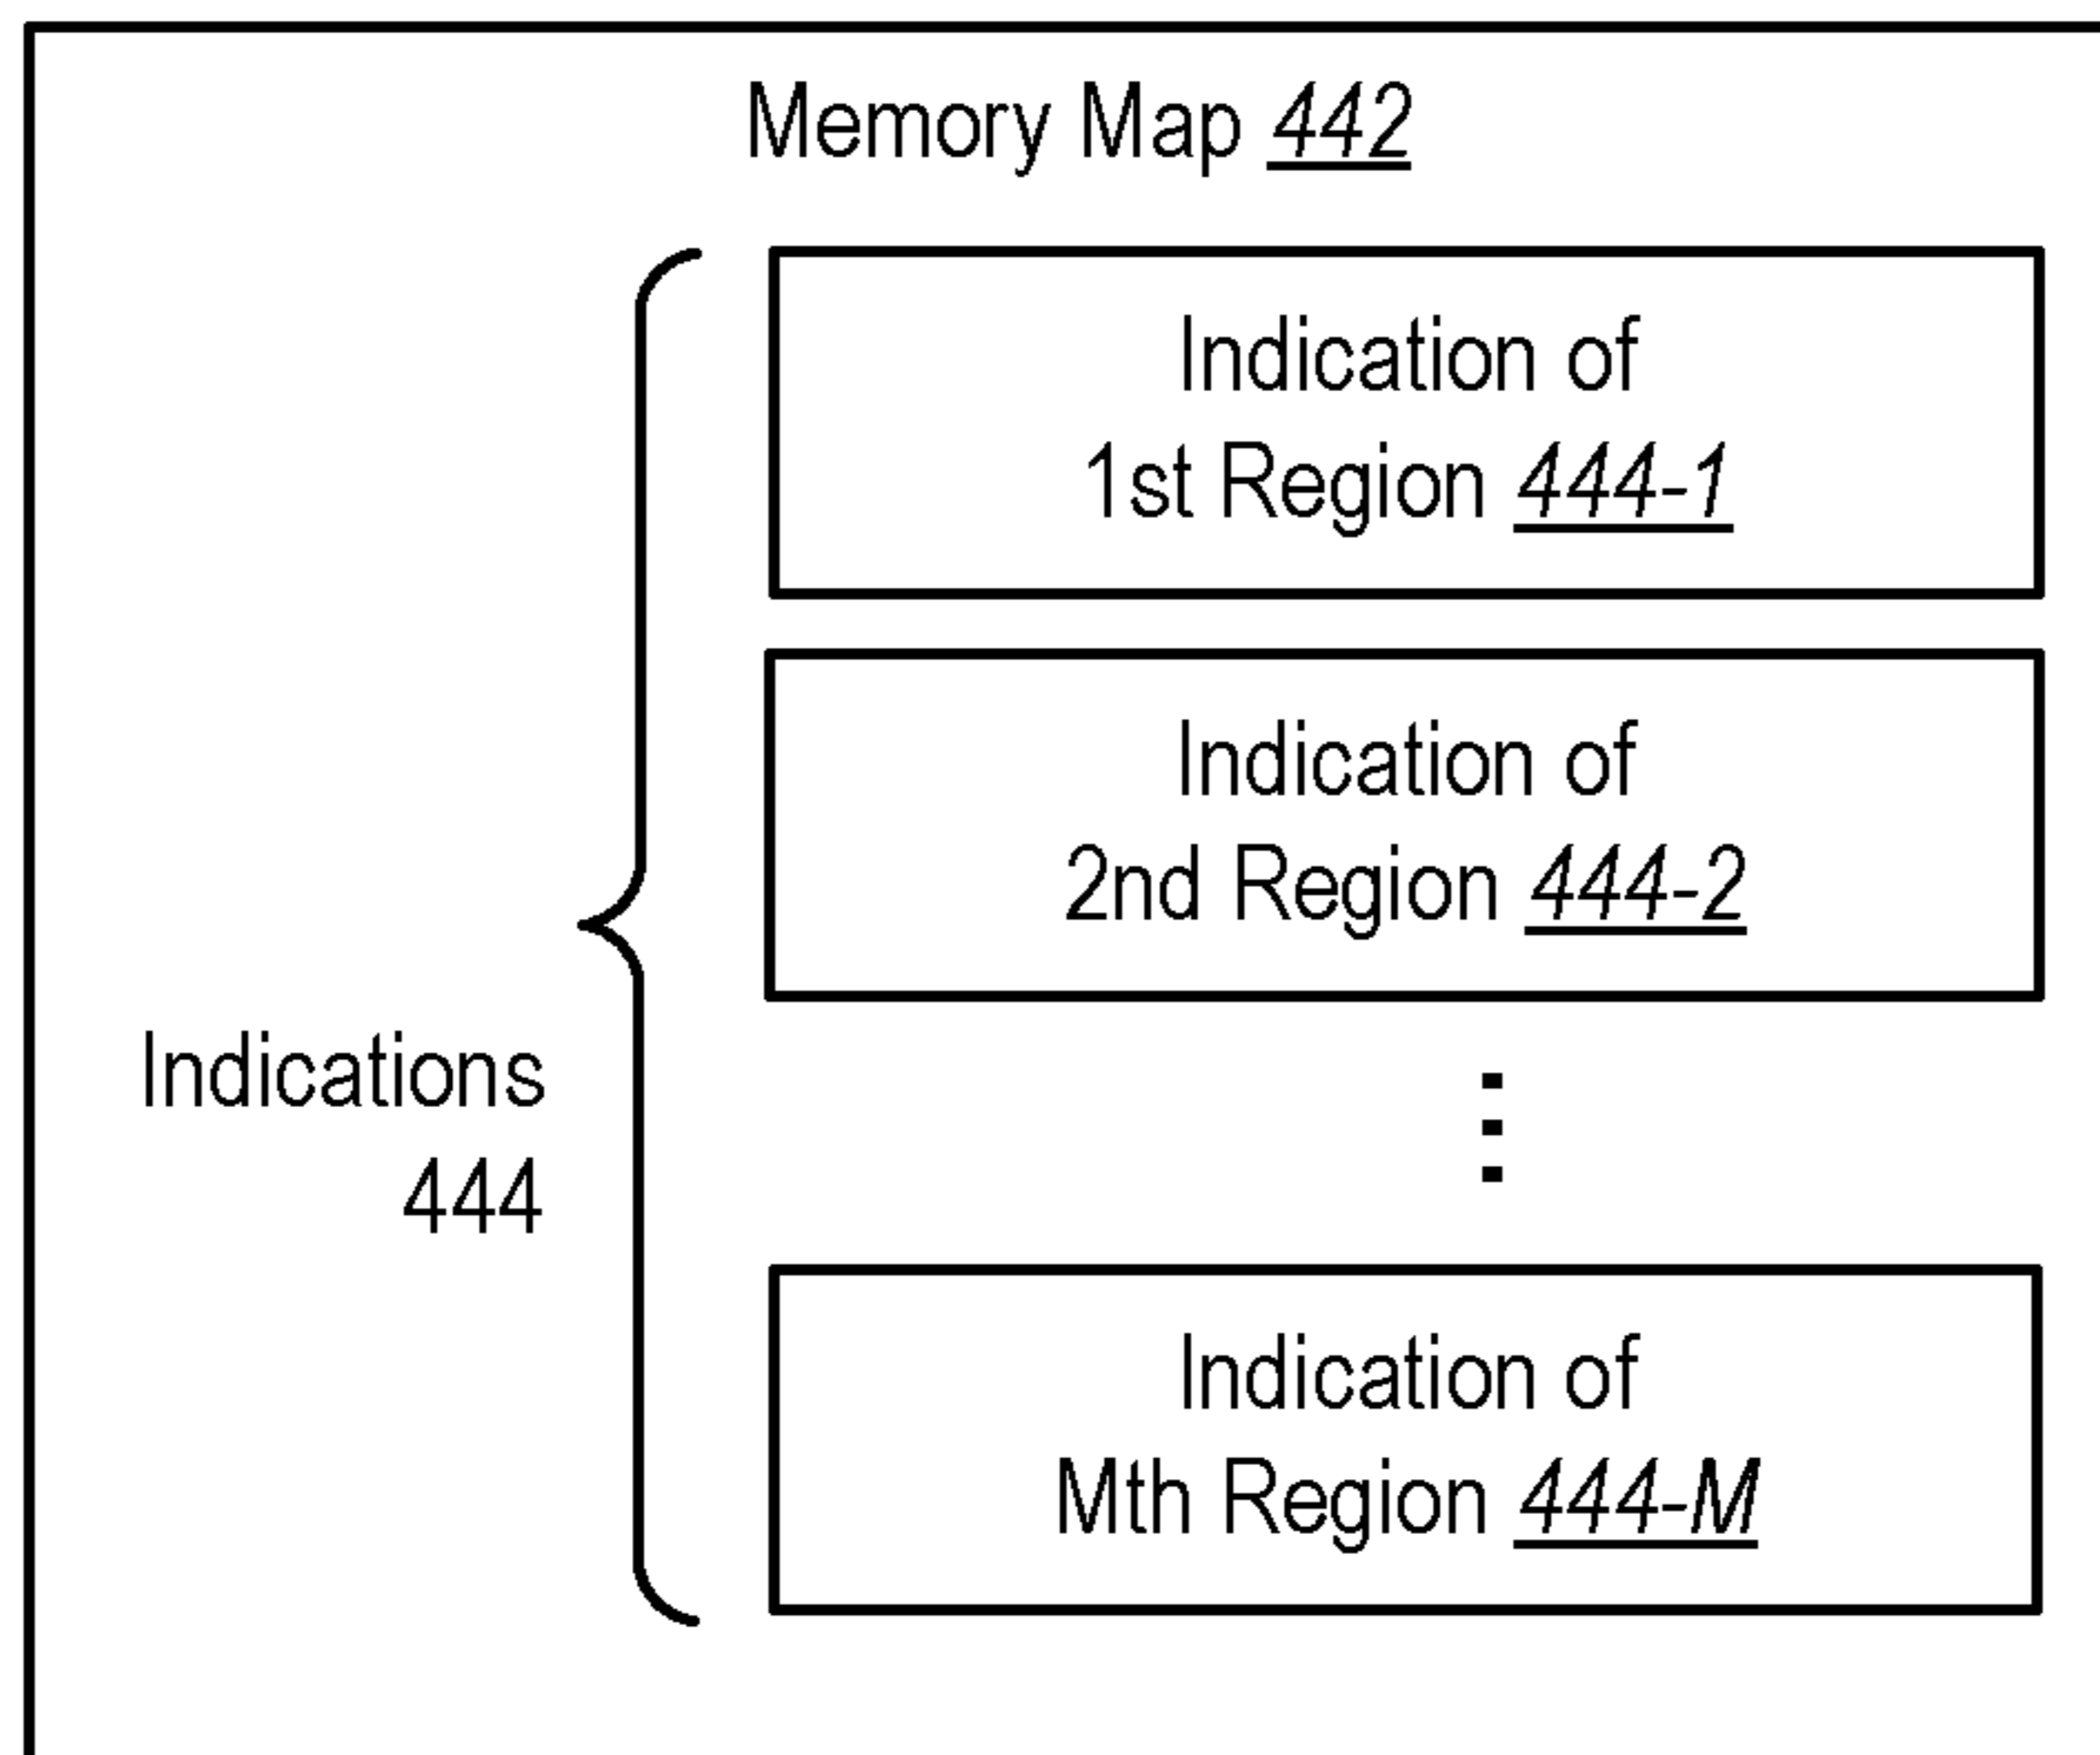 Memory Map 442
Indication of
1st Region 444-1
Indication of
2nd Region 444-2
Indications
444
Indication of
Mth Region 444-M